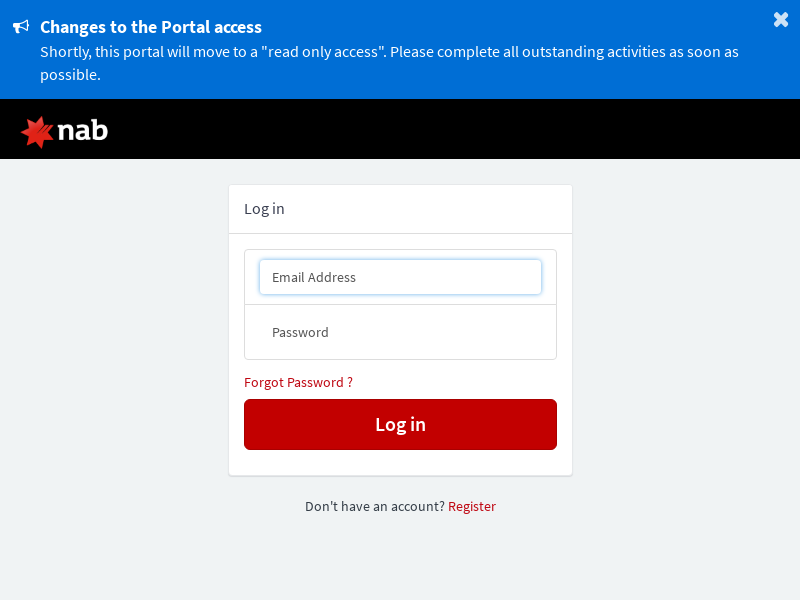 Changes to the Portal access
Shortly, this portal will move to a "read only access". Please complete all outstanding activities as soon as
possible.
nab
Log in
Email Address
Password
Forgot Password ?
Log in
Don't have an account? Register